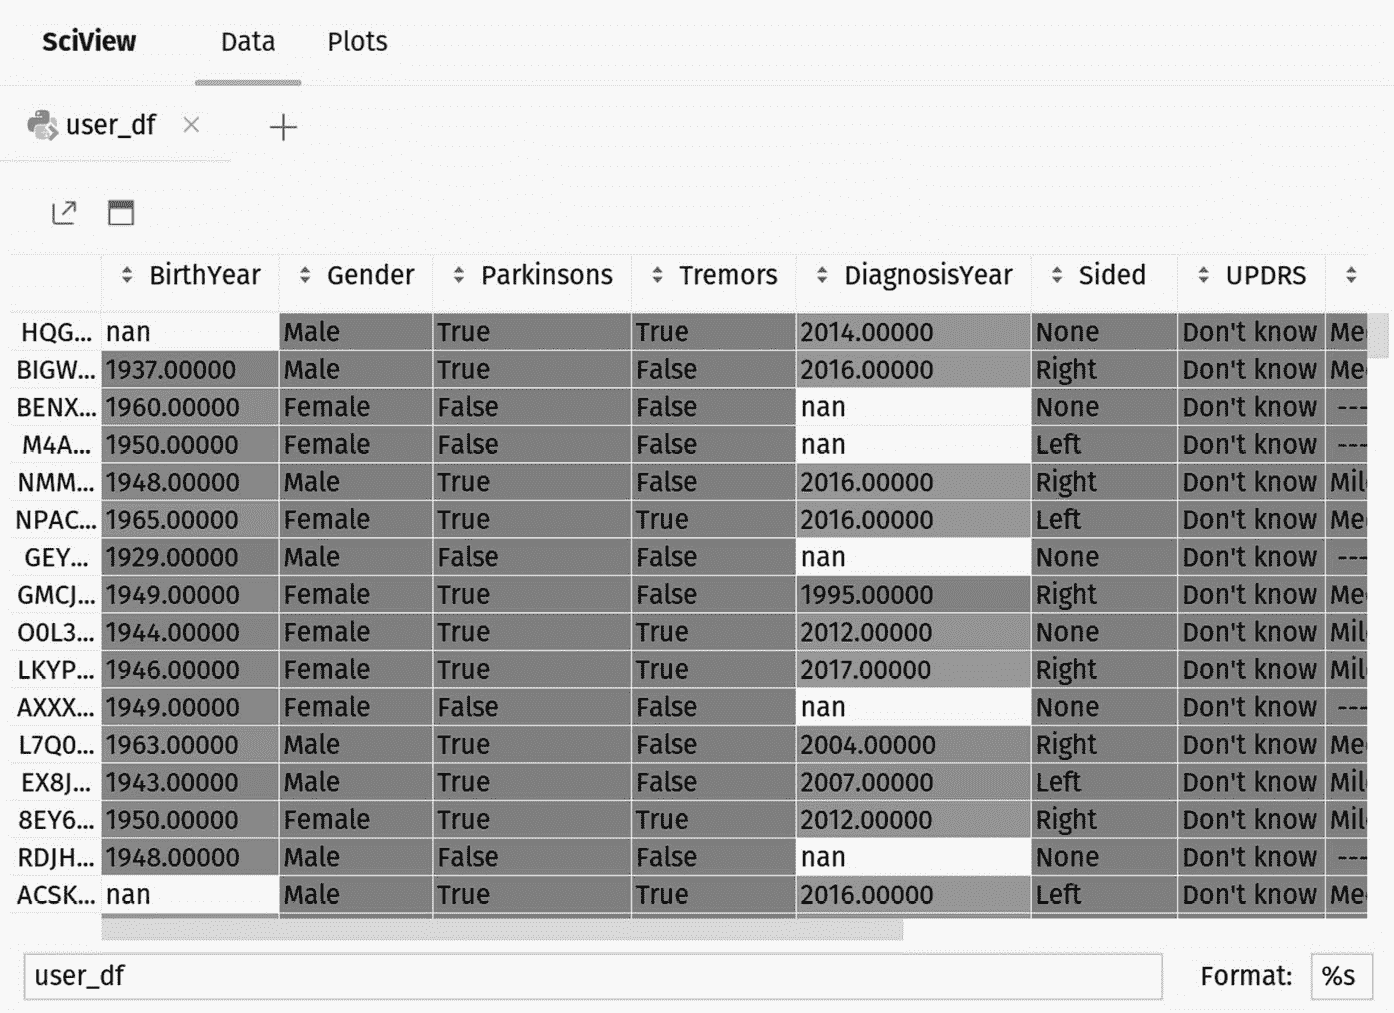 SciView Data Plots
user_df
BirthYear Gender Parkinsons Tremors DiagnosisYear Sided UPDRS
HQG... nan Male True True 2014.00000 None Don't know Me
BIGW... 1937.00000 Male True False 2016.00000 Right Don't know Me
BENX... 1960.00000 Female False False nan None Don't know ---
M4A... 1950.00000 Female False False nan Left Don't know ---
NMM... 1948.00000 Male True False 2016.00000 Right Don't know Mil
NPAC... 1965.00000 Female True True 2016.00000 Left Don't know Me
GEY... 1929.00000 Male False False nan None Don't know ---
GMCJ... 1949.00000 Female True False 1995.00000 Right Don't know Me
O0L3... 1944.00000 Female True True 2012.00000 None Don't know Mil
LKYP... 1946.00000 Female True True 2017.00000 Right Don't know Mil
AXXX... 1949.00000 Female False False nan None Don't know ---
L7Q0... 1963.00000 Male True False 2004.00000 Right Don't know Me
EX8J... 1943.00000 Male True False 2007.00000 Left Don't know Mil
8EY6... 1950.00000 Female True True 2012.00000 Right Don't know Mil
RDJH... 1948.00000 Male False False nan None Don't know ---
ACSK... nan Male True True 2016.00000 Left Don't know Me
user_df Format: %s